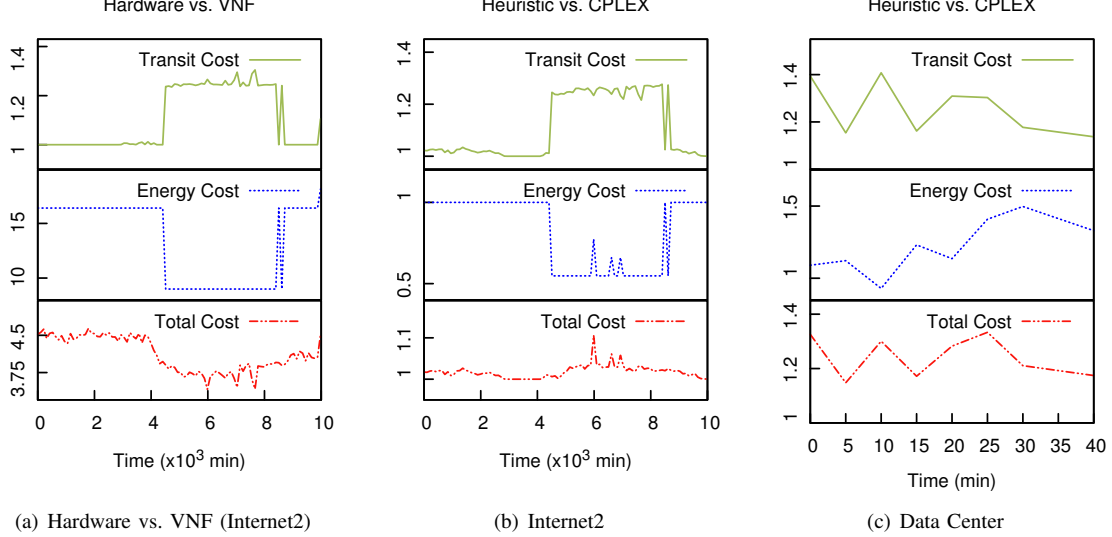 Hardware vs. VNF
Transit Cost
1.4
1.2
1
Energy Cost
15
10
Total Cost
4.5
3.75
0 2 4 6 8 10
Time (x10³ min)
(a) Hardware vs. VNF (Internet2)
Heuristic vs. CPLEX
Transit Cost
1.4
1.2
1
Energy Cost
1
0.5
Total Cost
1.1
1
0 2 4 6 8 10
Time (x10³ min)
(b) Internet2
Heuristic vs. CPLEX
Transit Cost
1.4
1.2
1
Energy Cost
1.5
1
Total Cost
1.4
1.2
1
0 5 10 15 20 25 30 35 40
Time (min)
(c) Data Center